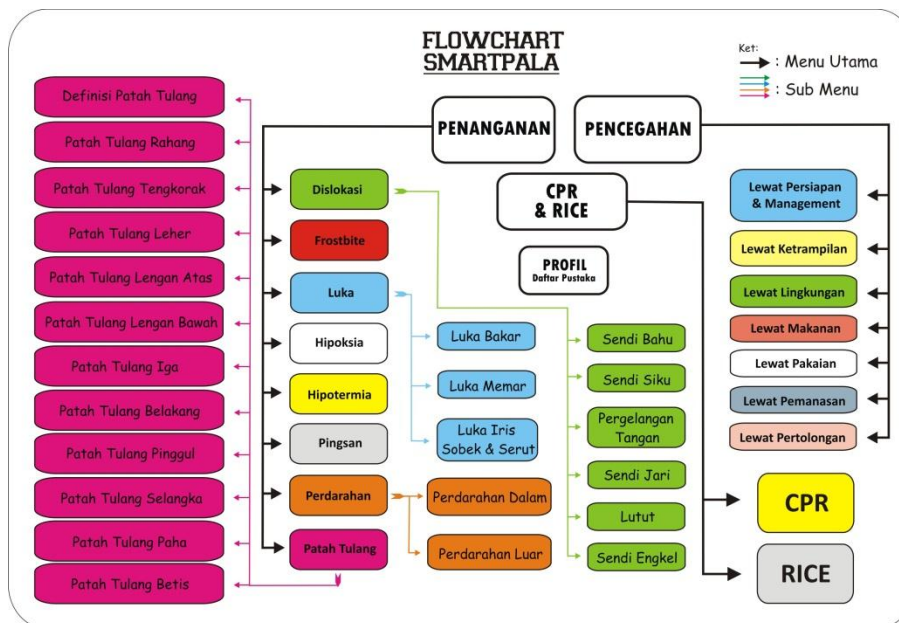 FLOWCHART
SMARTPALA
Ket:
: Menu Utama
: Sub Menu
PENANGANAN
PENCEGAHAN
CPR
& RICE
PROFIL
Daftar Pustaka
Definisi Patah Tulang
Patah Tulang Rahang
Patah Tulang Tengkorak
Patah Tulang Leher
Patah Tulang Lengan Atas
Patah Tulang Lengan Bawah
Patah Tulang Iga
Patah Tulang Belakang
Patah Tulang Pinggul
Patah Tulang Selangka
Patah Tulang Paha
Patah Tulang Betis
Dislokasi
Frostbite
Luka
Hipoksia
Hipotermia
Pingsan
Perdarahan
Patah Tulang
Luka Bakar
Luka Memar
Luka Iris
Sobek & Serut
Perdarahan Dalam
Perdarahan Luar
Sendi Bahu
Sendi Siku
Pergelangan
Tangan
Sendi Jari
Lutut
Sendi Engkel
Lewat Persiapan
& Management
Lewat Ketrampilan
Lewat Lingkungan
Lewat Makanan
Lewat Pakaian
Lewat Pemanasan
Lewat Pertolongan
CPR
RICE